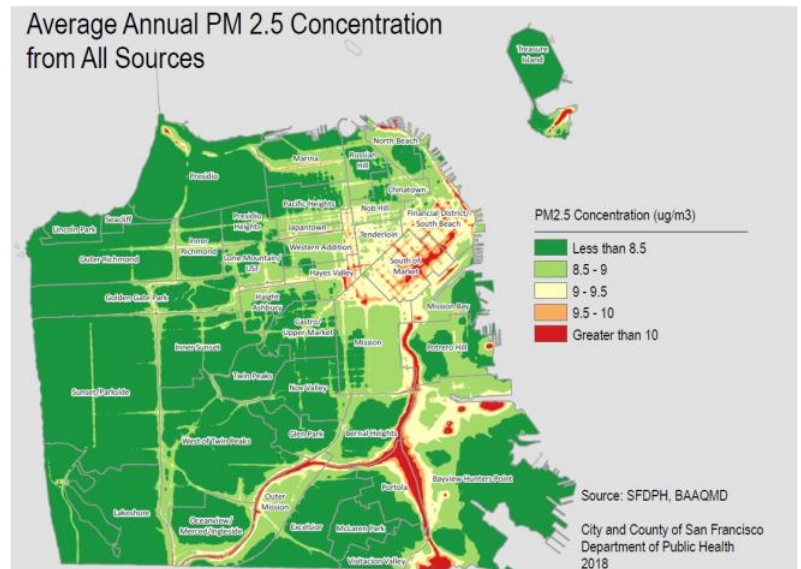 Average Annual PM 2.5 Concentration
from All Sources
Treasure
Island
North Beach
Marina
Russian
Hill
Presidio
Chinatown
Pacific Heights
Nob Hill
Financial District/
South Beach
Seacliff
Presidio
Heights
Japantown
Tenderloin
Lincoln Park
Inner
Richmond
Western Addition
Outer Richmond
Lone Mountain/
USF
South of
Market
Hayes Valley
Golden Gate Park
Haight
Ashbury
Mission Bay
Castro/
Upper Market
Inner Sunset
Mission
Potrero Hill
Twin Peaks
Sunset/Parkside
Noe Valley
West of Twin Peaks
Glen Park
Bernal Heights
Bayview Hunters Point
Portola
Outer
Mission
Lakeshore
Oceanview/
Merced/Ingleside
Excelsior
McLaren Park
Visitacion Valley
PM2.5 Concentration (ug/m3)
Less than 8.5
8.5 - 9
9 - 9.5
9.5 - 10
Greater than 10
Source: SFDPH, BAAQMD
City and County of San Francisco
Department of Public Health
2018